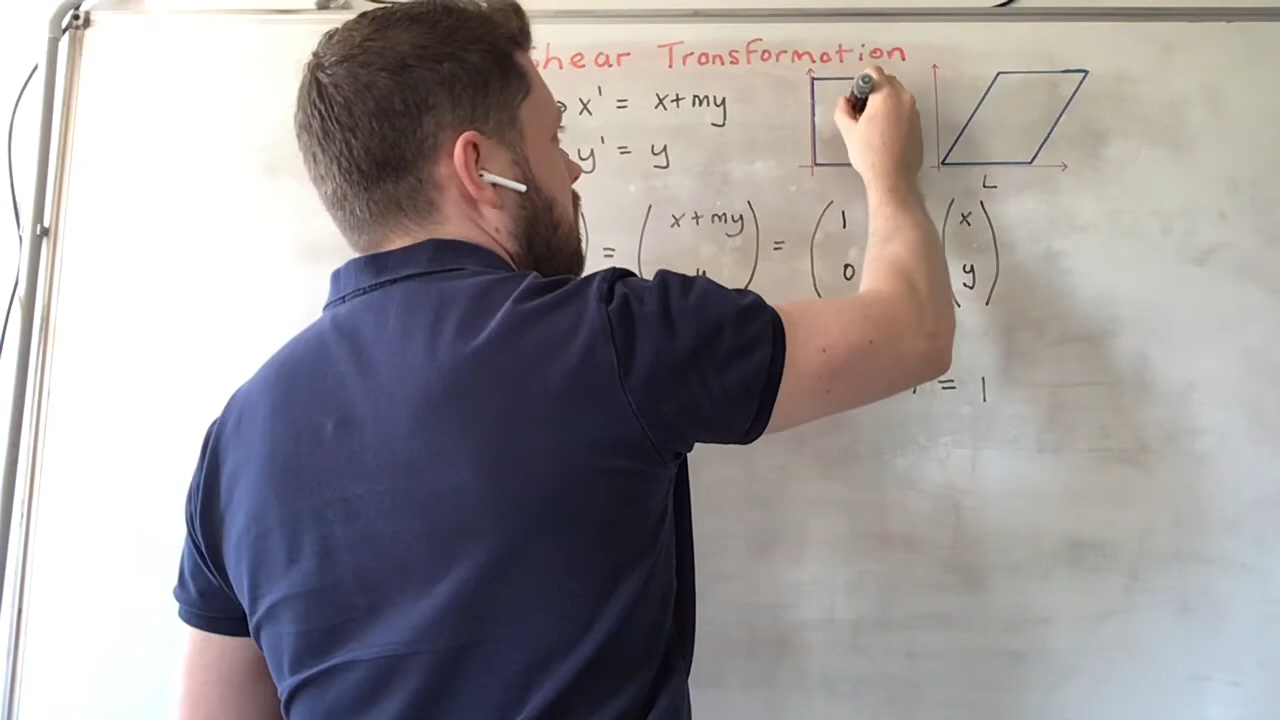 Shear Transformation
x' = x+my
y' = y
L
= ( x+my ) = ( 1 ( x )
0 y )
= 1